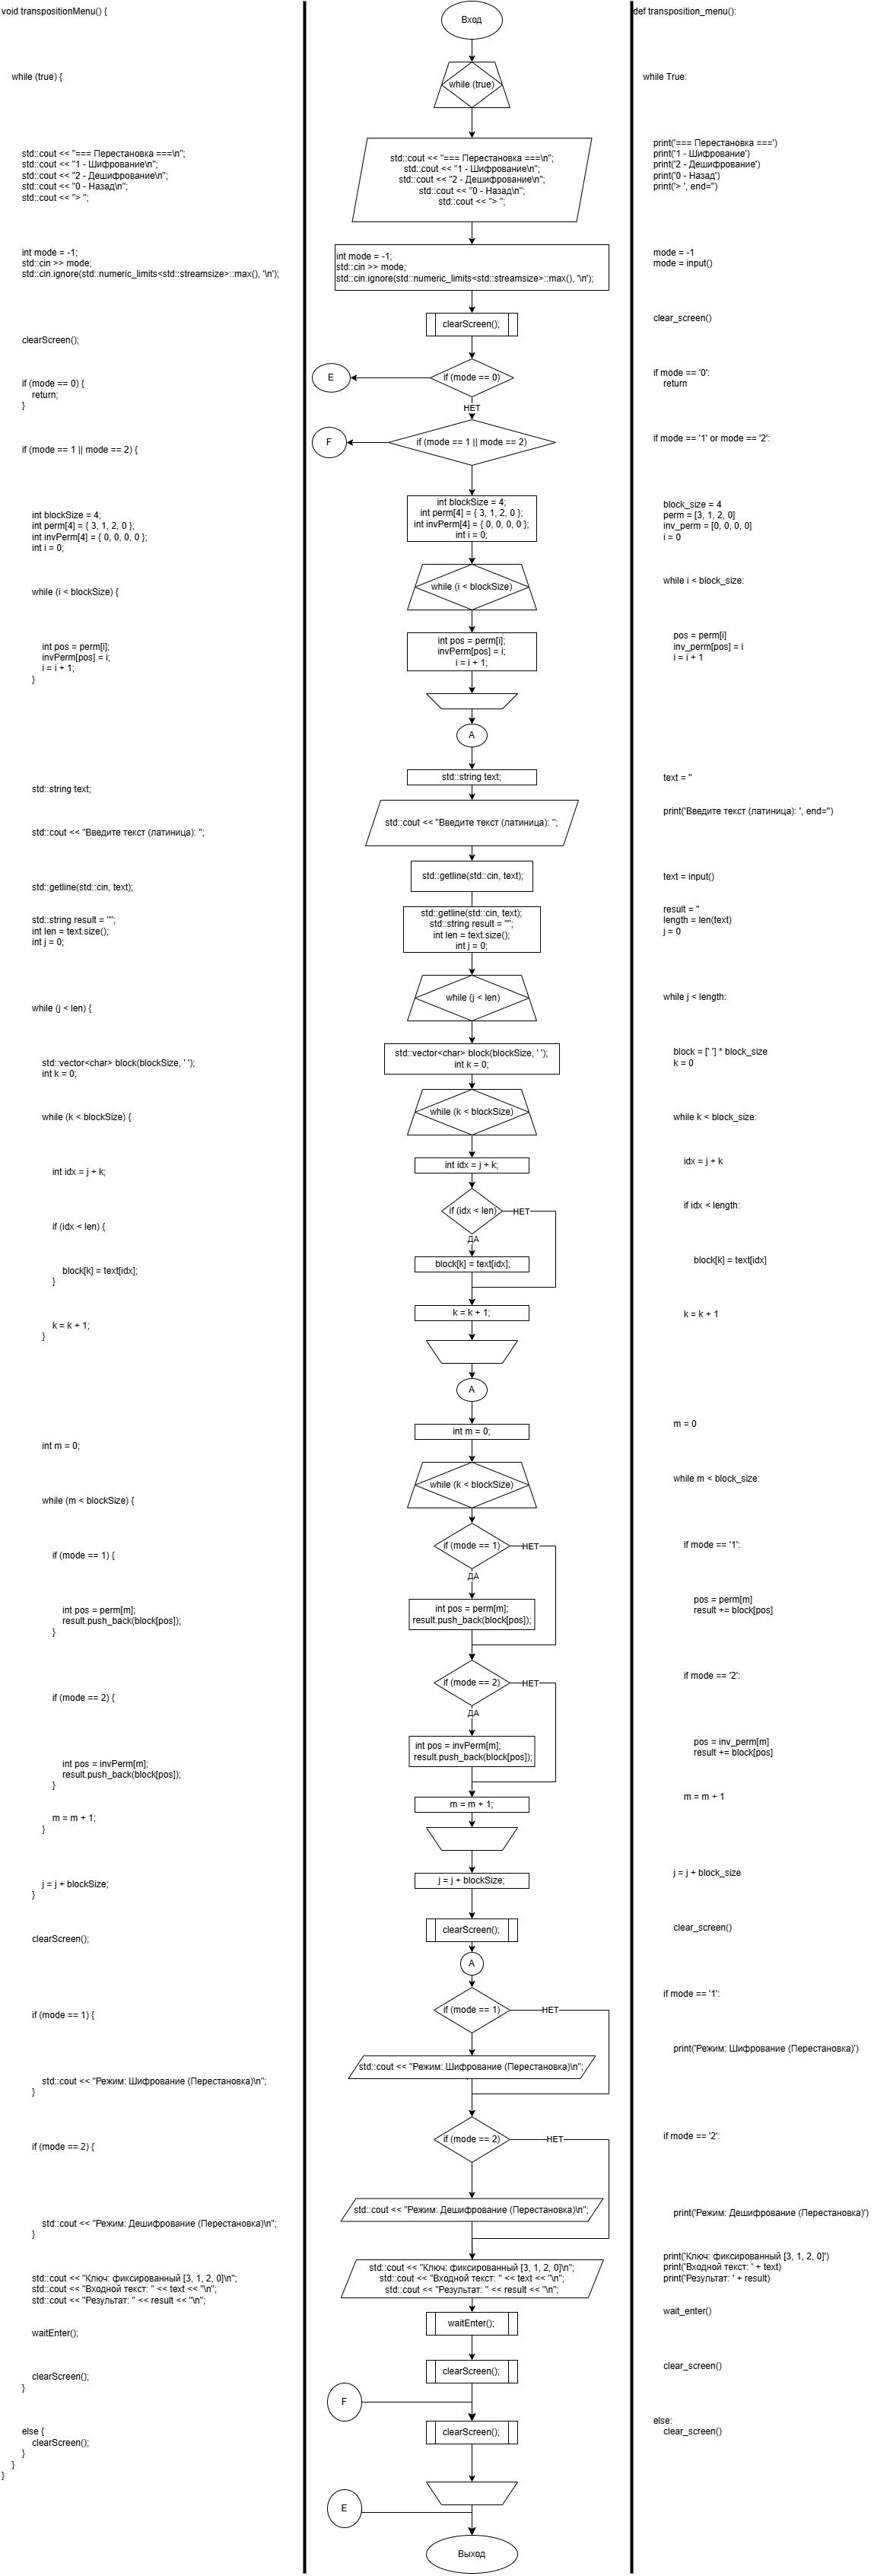 void transpositionMenu() {
while (true) {
std::cout << "=== Перестановка ===\n";
std::cout << "1 - Шифрование\n";
std::cout << "2 - Дешифрование\n";
std::cout << "0 - Назад\n";
std::cout << "> ";
int mode = -1;
std::cin >> mode;
std::cin.ignore(std::numeric_limits<std::streamsize>::max(), '\n');
clearScreen();
if (mode == 0) {
return;
}
if (mode == 1 || mode == 2) {
int blockSize = 4;
int perm[4] = { 3, 1, 2, 0 };
int invPerm[4] = { 0, 0, 0, 0 };
int i = 0;
while (i < blockSize) {
int pos = perm[i];
invPerm[pos] = i;
i = i + 1;
}
std::string text;
std::cout << "Введите текст (латиница): ";
std::getline(std::cin, text);
std::string result = "";
int len = text.size();
int j = 0;
while (j < len) {
std::vector<char> block(blockSize, ' ');
int k = 0;
while (k < blockSize) {
int idx = j + k;
if (idx < len) {
block[k] = text[idx];
}
k = k + 1;
}
int m = 0;
while (m < blockSize) {
if (mode == 1) {
int pos = perm[m];
result.push_back(block[pos]);
}
if (mode == 2) {
int pos = invPerm[m];
result.push_back(block[pos]);
}
m = m + 1;
}
j = j + blockSize;
}
clearScreen();
if (mode == 1) {
std::cout << "Режим: Шифрование (Перестановка)\n";
}
if (mode == 2) {
std::cout << "Режим: Дешифрование (Перестановка)\n";
}
std::cout << "Ключ: фиксированный [3, 1, 2, 0]\n";
std::cout << "Входной текст: " << text << "\n";
std::cout << "Результат: " << result << "\n";
waitEnter();
clearScreen();
}
else {
clearScreen();
}
}
}
Вход
while (true)
std::cout << "=== Перестановка ===\n";
std::cout << "1 - Шифрование\n";
std::cout << "2 - Дешифрование\n";
std::cout << "0 - Назад\n";
std::cout << "> ";
int mode = -1;
std::cin >> mode;
std::cin.ignore(std::numeric_limits<std::streamsize>::max(), '\n');
clearScreen();
E
if (mode == 0)
НЕТ
F
if (mode == 1 || mode == 2)
int blockSize = 4;
int perm[4] = { 3, 1, 2, 0 };
int invPerm[4] = { 0, 0, 0, 0 };
int i = 0;
while (i < blockSize)
int pos = perm[i];
invPerm[pos] = i;
i = i + 1;
A
std::string text;
std::cout << "Введите текст (латиница): ";
std::getline(std::cin, text);
std::getline(std::cin, text);
std::string result = "";
int len = text.size();
int j = 0;
while (j < len)
std::vector<char> block(blockSize, ' ');
int k = 0;
while (k < blockSize)
int idx = j + k;
if (idx < len)
НЕТ
ДА
block[k] = text[idx];
k = k + 1;
A
int m = 0;
while (k < blockSize)
if (mode == 1)
НЕТ
ДА
int pos = perm[m];
result.push_back(block[pos]);
if (mode == 2)
НЕТ
ДА
int pos = invPerm[m];
result.push_back(block[pos]);
m = m + 1;
j = j + blockSize;
clearScreen();
A
if (mode == 1)
НЕТ
std::cout << "Режим: Шифрование (Перестановка)\n";
if (mode == 2)
НЕТ
std::cout << "Режим: Дешифрование (Перестановка)\n";
std::cout << "Ключ: фиксированный [3, 1, 2, 0]\n";
std::cout << "Входной текст: " << text << "\n";
std::cout << "Результат: " << result << "\n";
waitEnter();
clearScreen();
F
clearScreen();
E
Выход
def transposition_menu():
while True:
print('=== Перестановка ===')
print('1 - Шифрование')
print('2 - Дешифрование')
print('0 - Назад')
print('> ', end='')
mode = -1
mode = input()
clear_screen()
if mode == '0':
return
if mode == '1' or mode == '2':
block_size = 4
perm = [3, 1, 2, 0]
inv_perm = [0, 0, 0, 0]
i = 0
while i < block_size:
pos = perm[i]
inv_perm[pos] = i
i = i + 1
text = ''
print('Введите текст (латиница): ', end='')
text = input()
result = ''
length = len(text)
j = 0
while j < length:
block = [' '] * block_size
k = 0
while k < block_size:
idx = j + k
if idx < length:
block[k] = text[idx]
k = k + 1
m = 0
while m < block_size:
if mode == '1':
pos = perm[m]
result += block[pos]
if mode == '2':
pos = inv_perm[m]
result += block[pos]
m = m + 1
j = j + block_size
clear_screen()
if mode == '1':
print('Режим: Шифрование (Перестановка)')
if mode == '2':
print('Режим: Дешифрование (Перестановка)')
print('Ключ: фиксированный [3, 1, 2, 0]')
print('Входной текст: ' + text)
print('Результат: ' + result)
wait_enter()
clear_screen()
else:
clear_screen()